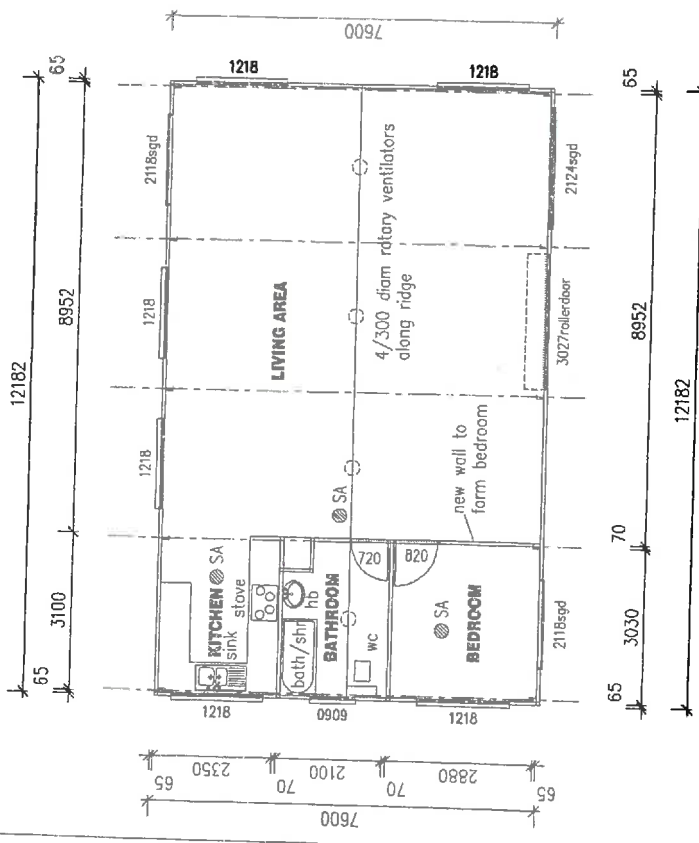 7600
12182
65
8952
3100
65
1218
1218
2118sgd
1218
1218
2124sgd
3027rollerdoor
2118sgd
LIVING AREA
4/300 diam rotary ventilators
along ridge
SA
new wall to
form bedroom
KITCHEN
SA
sink
stove
bath/shr
hb
BATHROOM
720
820
wc
SA
BEDROOM
1218
0909
1218
65
8952
70
3030
65
12182
65
2350
70
2100
70
2880
65
7600